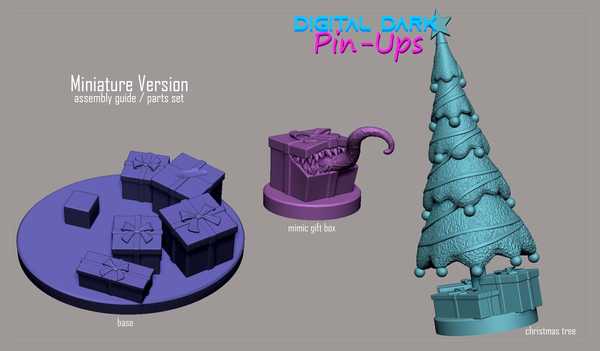 DIGITAL DARK
Pin-Ups
Miniature Version
assembly guide / parts set
mimic gift box
base
christmas tree